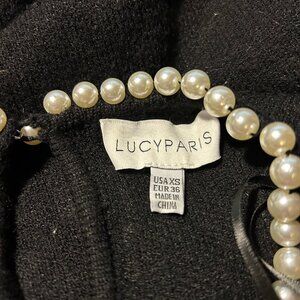 LUCYPARIS
USA XS
EUR 36
MADE IN
CHINA